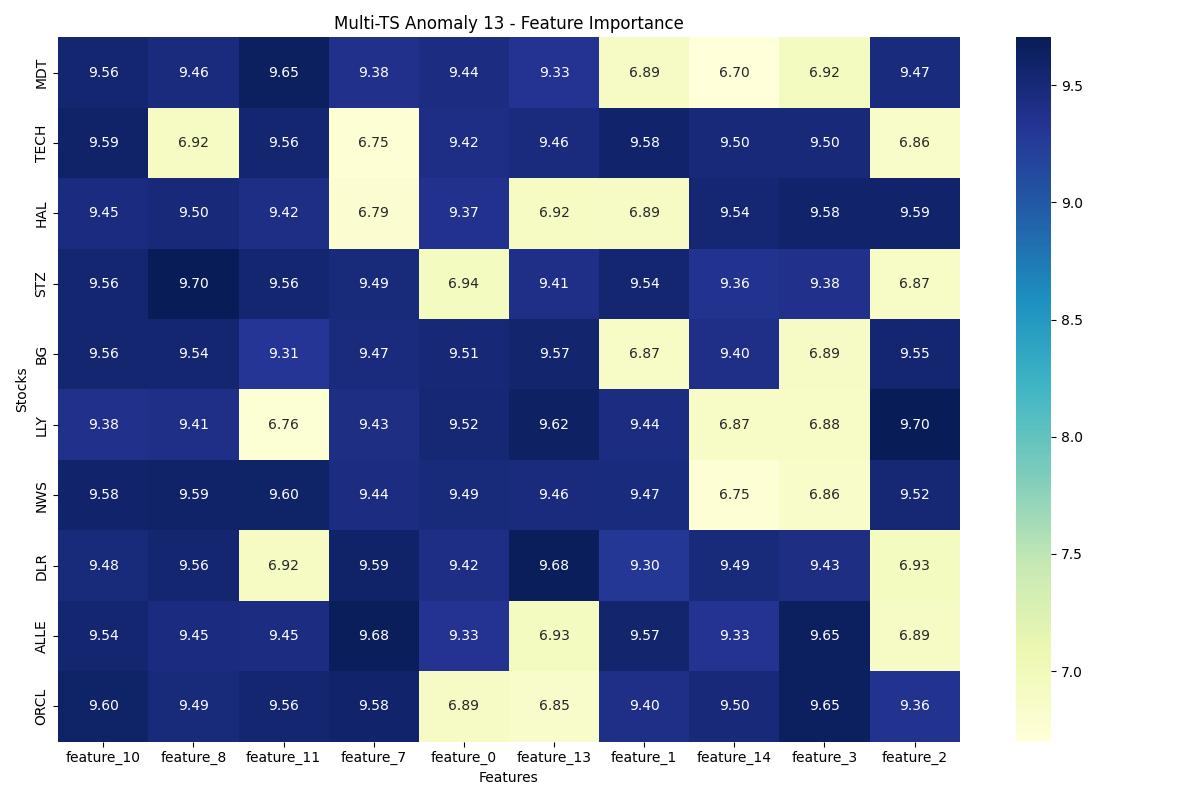 Multi-TS Anomaly 13 - Feature Importance
MDT 9.56 9.46 9.65 9.38 9.44 9.33 6.89 6.70 6.92 9.47
TECH 9.59 6.92 9.56 6.75 9.42 9.46 9.58 9.50 9.50 6.86
HAL 9.45 9.50 9.42 6.79 9.37 6.92 6.89 9.54 9.58 9.59
STZ 9.56 9.70 9.56 9.49 6.94 9.41 9.54 9.36 9.38 6.87
BG 9.56 9.54 9.31 9.47 9.51 9.57 6.87 9.40 6.89 9.55
LLY 9.38 9.41 6.76 9.43 9.52 9.62 9.44 6.87 6.88 9.70
NWS 9.58 9.59 9.60 9.44 9.49 9.46 9.47 6.75 6.86 9.52
DLR 9.48 9.56 6.92 9.59 9.42 9.68 9.30 9.49 9.43 6.93
ALLE 9.54 9.45 9.45 9.68 9.33 6.93 9.57 9.33 9.65 6.89
ORCL 9.60 9.49 9.56 9.58 6.89 6.85 9.40 9.50 9.65 9.36
Stocks
feature_10 feature_8 feature_11 feature_7 feature_0 feature_13 feature_1 feature_14 feature_3 feature_2
Features
9.5
9.0
8.5
8.0
7.5
7.0